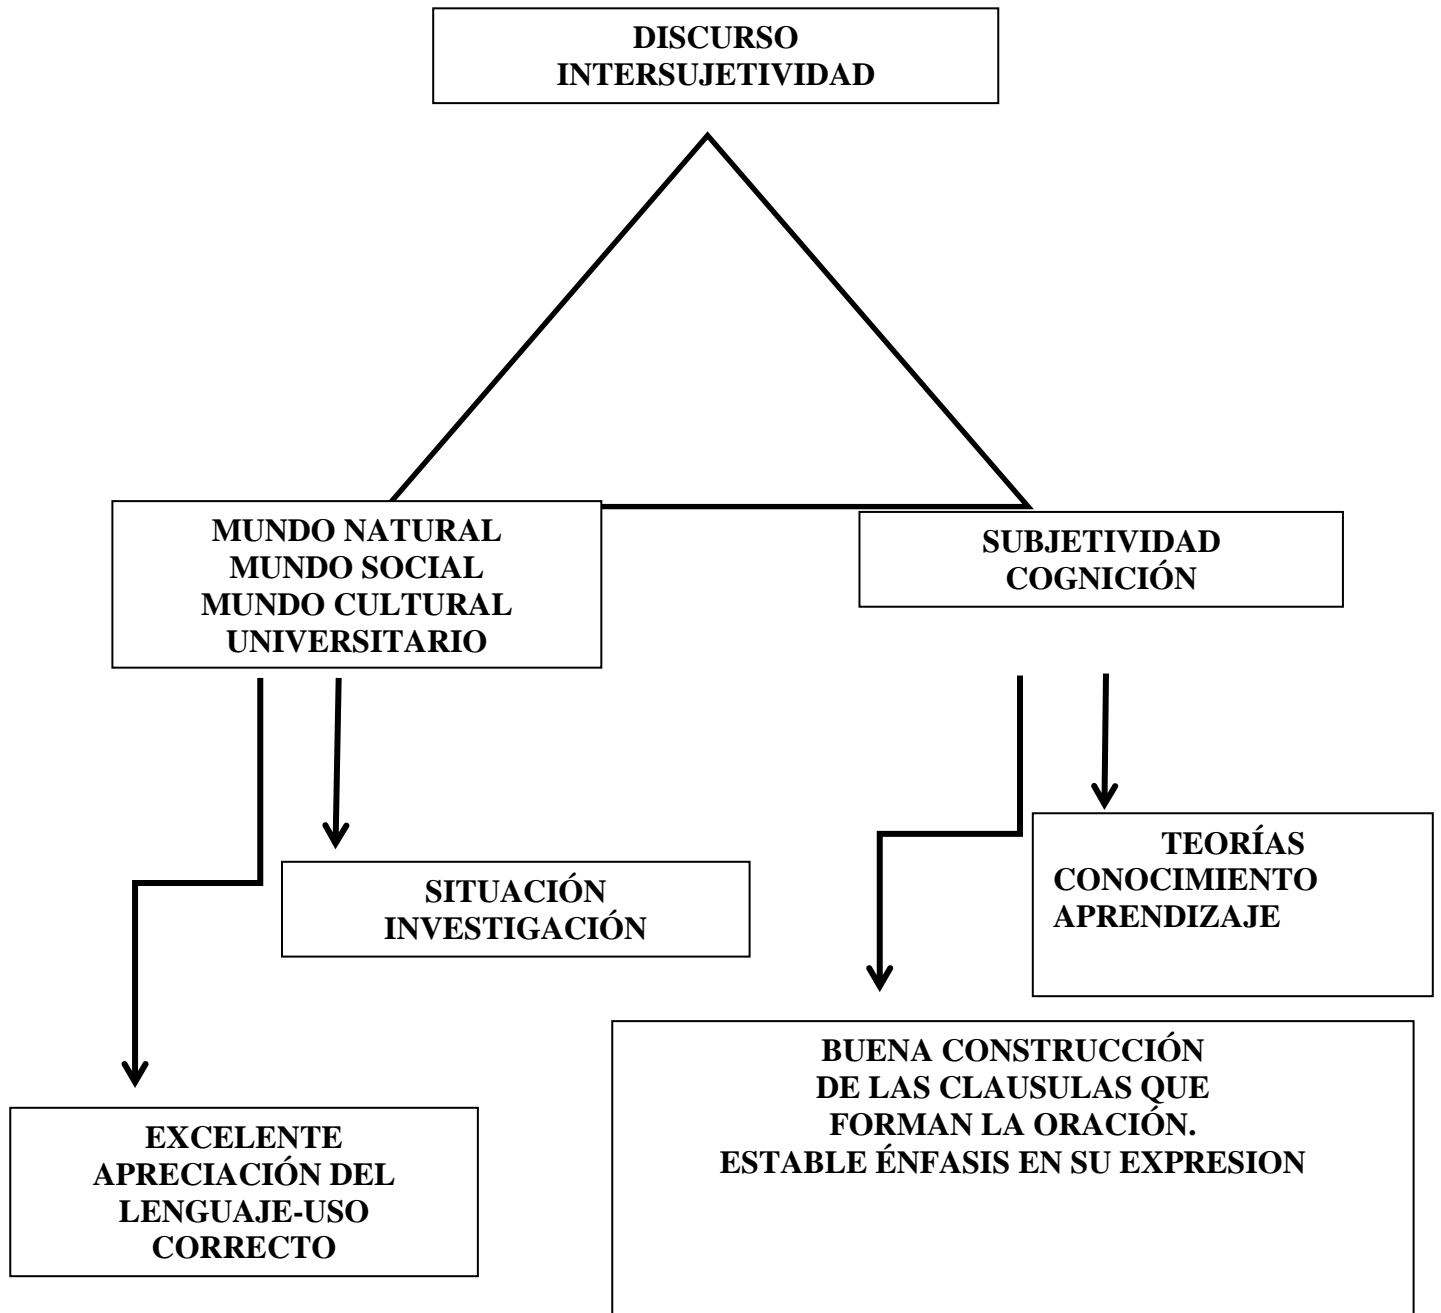 DISCURSO
INTERSUJETIVIDAD
MUNDO NATURAL
MUNDO SOCIAL
MUNDO CULTURAL
UNIVERSITARIO
SUBJETIVIDAD
COGNICIÓN
SITUACIÓN
INVESTIGACIÓN
TEORÍAS
CONOCIMIENTO
APRENDIZAJE
EXCELENTE
APRECIACIÓN DEL
LENGUAJE-USO
CORRECTO
BUENA CONSTRUCCIÓN
DE LAS CLAUSULAS QUE
FORMAN LA ORACIÓN.
ESTABLE ÉNFASIS EN SU EXPRESION